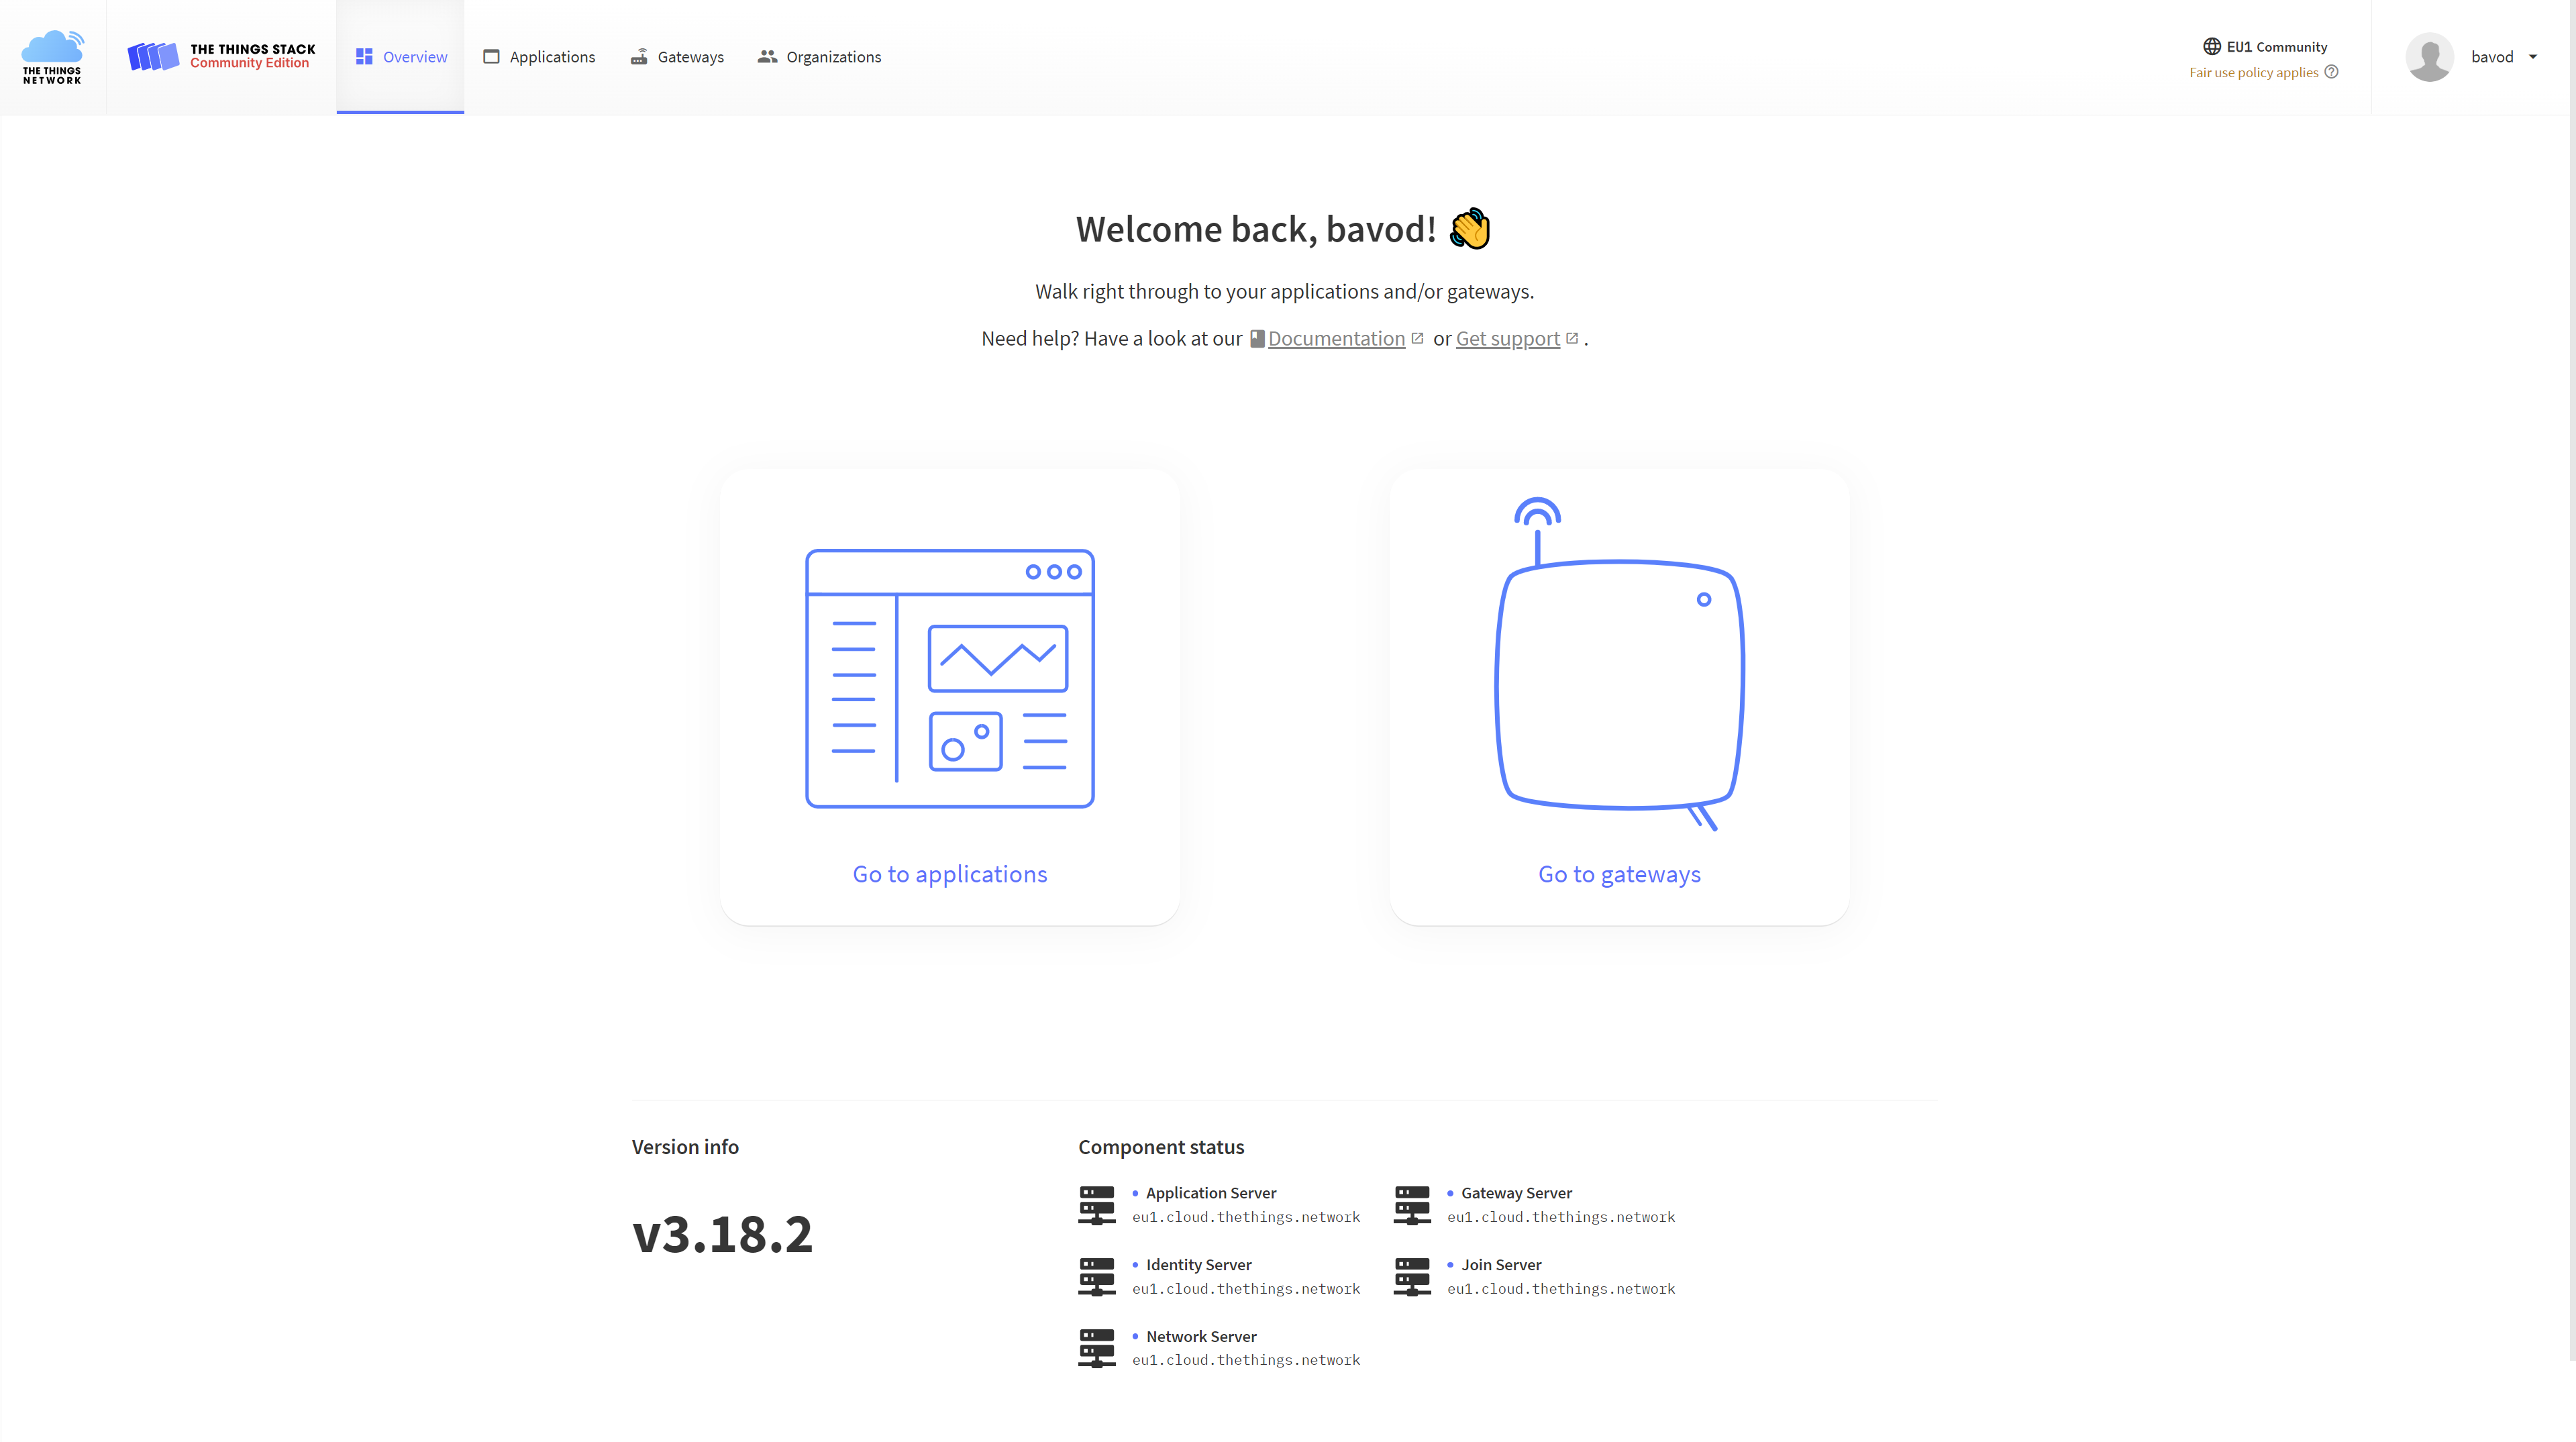 THE THINGS
NETWORK
THE THINGS STACK
Community Edition
Overview
Applications
Gateways
Organizations
EU1 Community
Fair use policy applies
bavod
Welcome back, bavod! 👋
Walk right through to your applications and/or gateways.
Need help? Have a look at our Documentation or Get support .
Go to applications
Go to gateways
Version info
v3.18.2
Component status
Application Server
eu1.cloud.thethings.network
Gateway Server
eu1.cloud.thethings.network
Identity Server
eu1.cloud.thethings.network
Join Server
eu1.cloud.thethings.network
Network Server
eu1.cloud.thethings.network